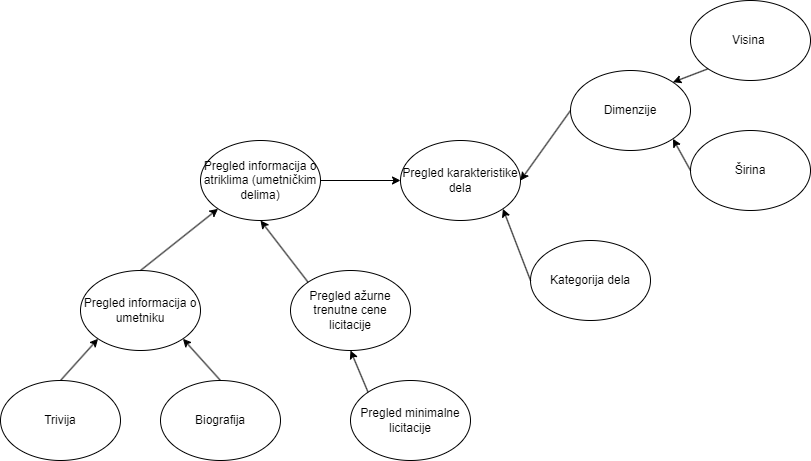 Visina
Dimenzije
Pregled informacija o
atriklima (umetničkim
delima)
Pregled karakteristike
dela
Širina
Kategorija dela
Pregled informacija o
umetniku
Pregled ažurne
trenutne cene
licitacije
Trivija
Biografija
Pregled minimalne
licitacije